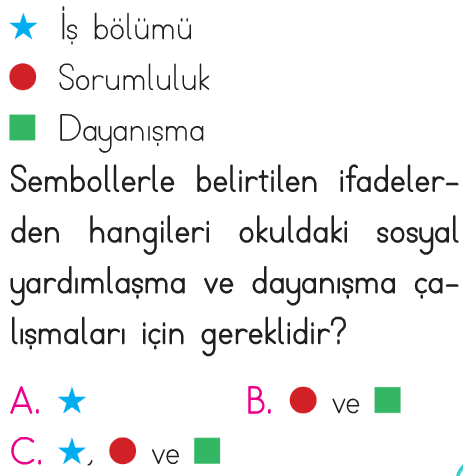 ★ İş bölümü
● Sorumluluk
■ Dayanışma
Sembollerle belirtilen ifadeler-
den hangileri okuldaki sosyal
yardımlaşma ve dayanışma ça-
lışmaları için gereklidir?
A. ★ B. ● ve ■
C. ★, ● ve ■